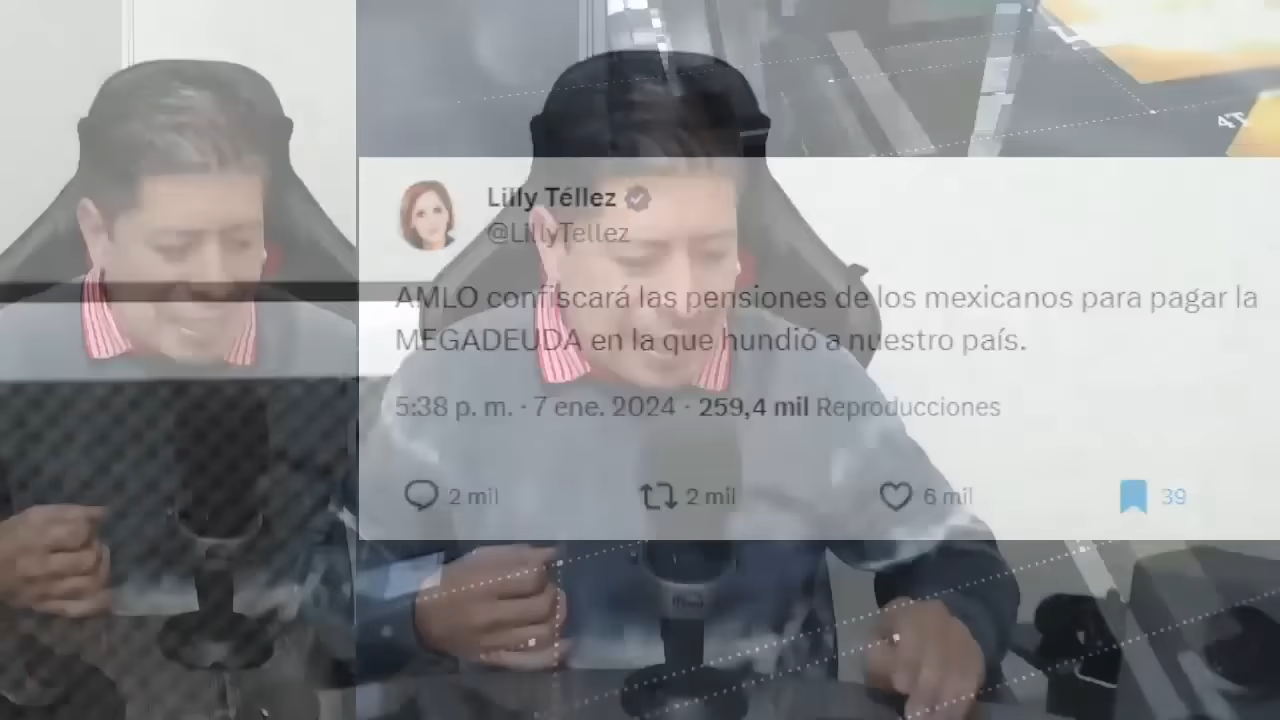 Lilly Téllez
@LillyTellez
AMLO confiscará las pensiones de los mexicanos para pagar la
MEGADEUDA en la que hundió a nuestro país.
5:38 p. m. · 7 ene. 2024 · 259,4 mil Reproducciones
2 mil 2 mil 6 mil 39